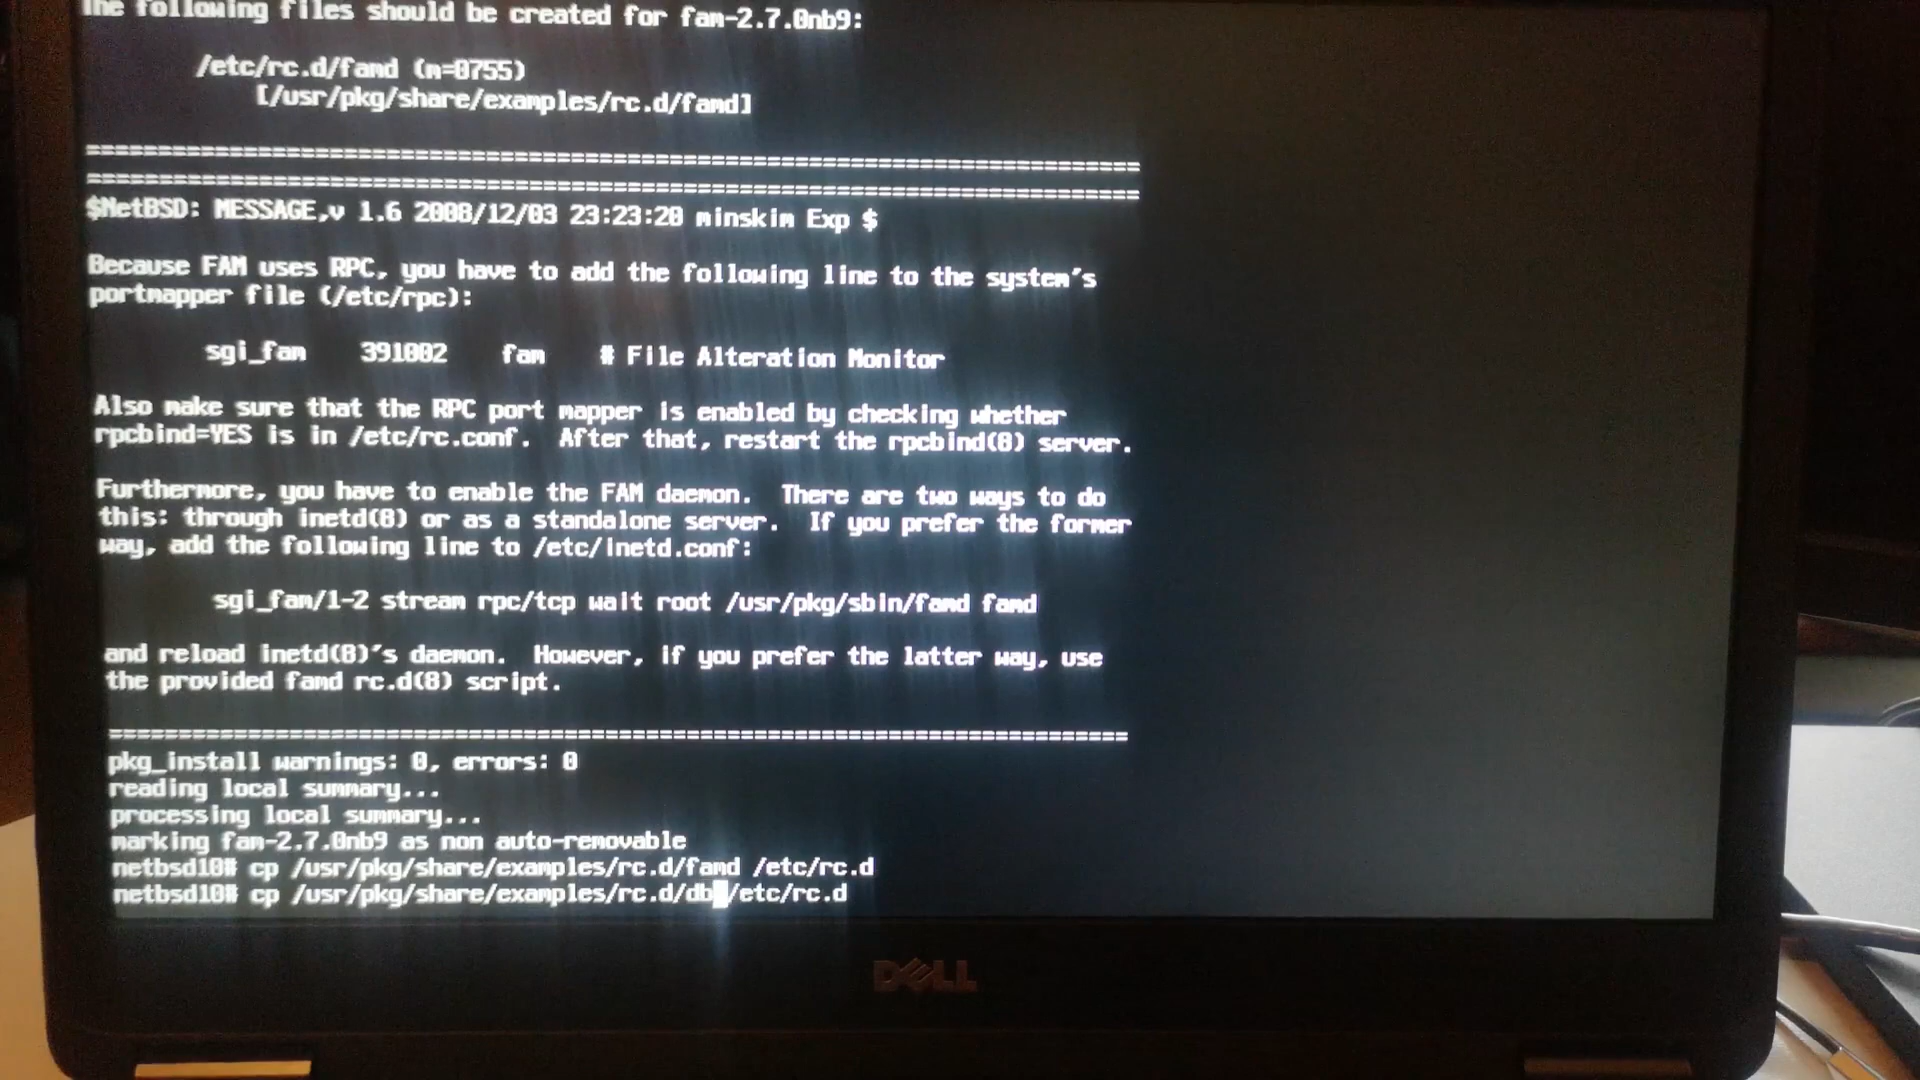 The following files should be created for fam-2.7.0nb9:
/etc/rc.d/famd (m=0755)
[/usr/pkg/share/examples/rc.d/famd]
===========================================================================
===========================================================================
$NetBSD: MESSAGE,v 1.6 2008/12/03 23:23:20 minskim Exp $
Because FAM uses RPC, you have to add the following line to the system's
portmapper file (/etc/rpc):
sgi_fam 391002 fam # File Alteration Monitor
Also make sure that the RPC port mapper is enabled by checking whether
rpcbind=YES is in /etc/rc.conf. After that, restart the rpcbind(8) server.
Furthermore, you have to enable the FAM daemon. There are two ways to do
this: through inetd(8) or as a standalone server. If you prefer the former
way, add the following line to /etc/inetd.conf:
sgi_fam/1-2 stream rpc/tcp wait root /usr/pkg/sbin/famd famd
and reload inetd(8)'s daemon. However, if you prefer the latter way, use
the provided famd rc.d(8) script.
===========================================================================
pkg_install warnings: 0, errors: 0
reading local summary...
processing local summary...
marking fam-2.7.0nb9 as non auto-removable
netbsd10# cp /usr/pkg/share/examples/rc.d/famd /etc/rc.d
netbsd10# cp /usr/pkg/share/examples/rc.d/db /etc/rc.d
DELL